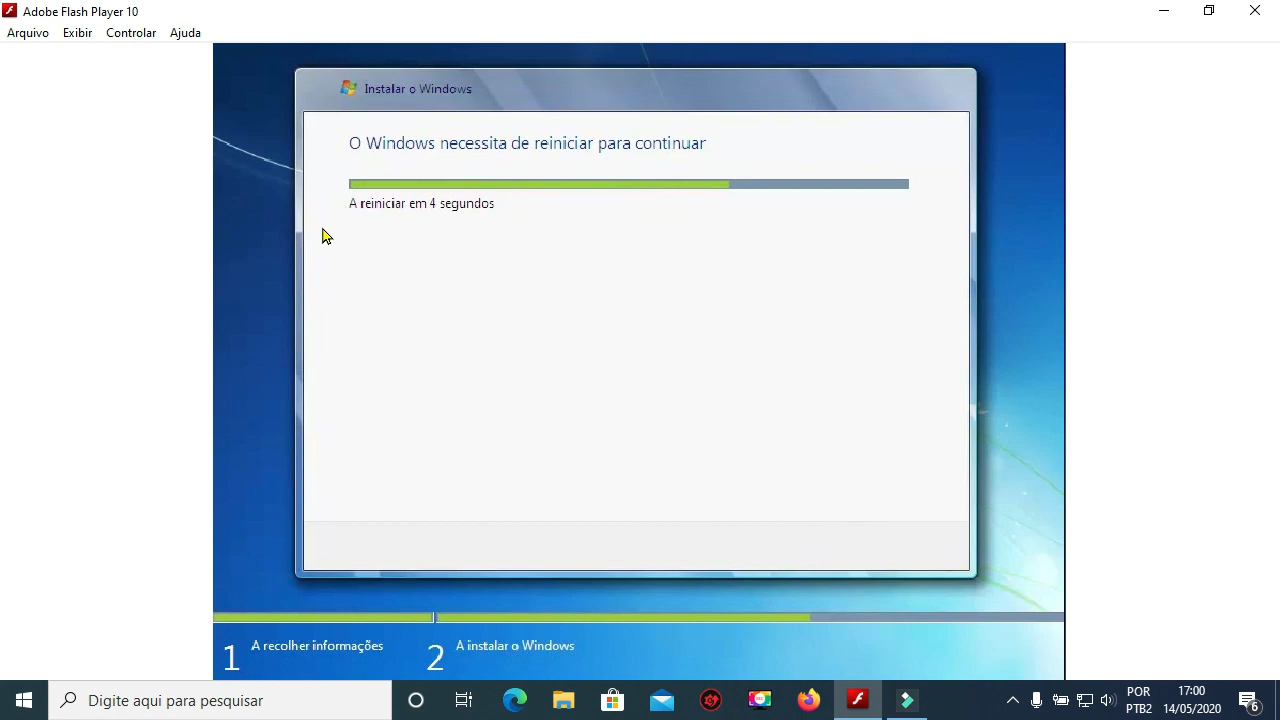 Adobe Flash Player 10
Arquivo Exibir Controlar Ajuda
Instalar o Windows
O Windows necessita de reiniciar para continuar
A reiniciar em 4 segundos
1 A recolher informações 2 A instalar o Windows
Digite aqui para pesquisar
POR
PTB2
17:00
14/05/2020
6